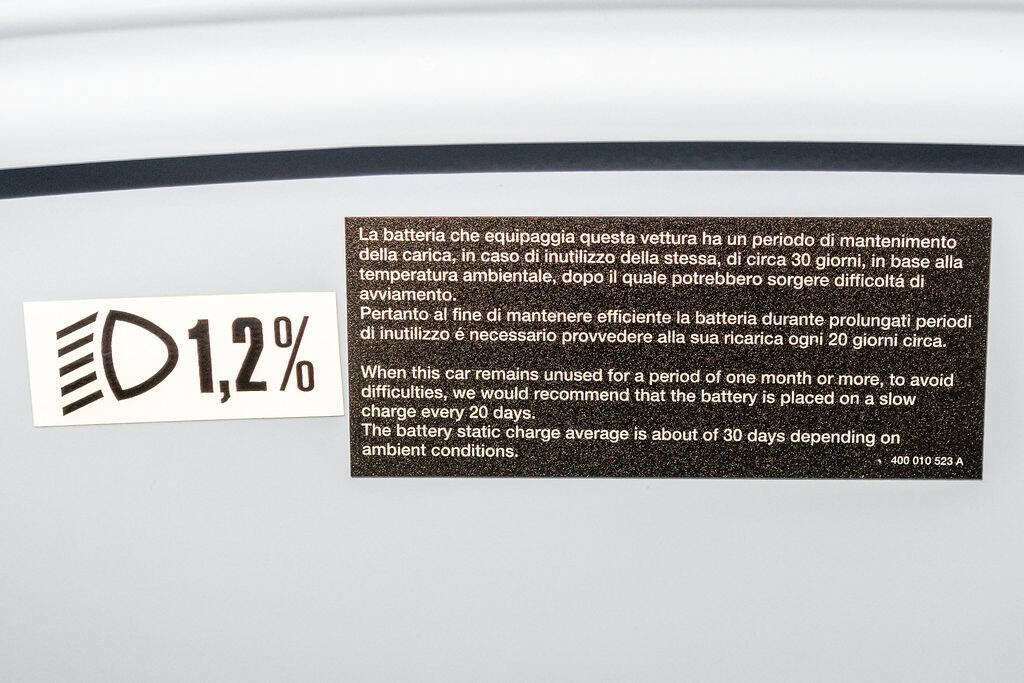 1,2%
La batteria che equipaggia questa vettura ha un periodo di mantenimento
della carica, in caso di inutilizzo della stessa, di circa 30 giorni, in base alla
temperatura ambientale, dopo il quale potrebbero sorgere difficoltá di
avviamento.
Pertanto al fine di mantenere efficiente la batteria durante prolungati periodi
di inutilizzo é necessario provvedere alla sua ricarica ogni 20 giorni circa.
When this car remains unused for a period of one month or more, to avoid
difficulties, we would recommend that the battery is placed on a slow
charge every 20 days.
The battery static charge average is about of 30 days depending on
ambient conditions.
400 010 523 A